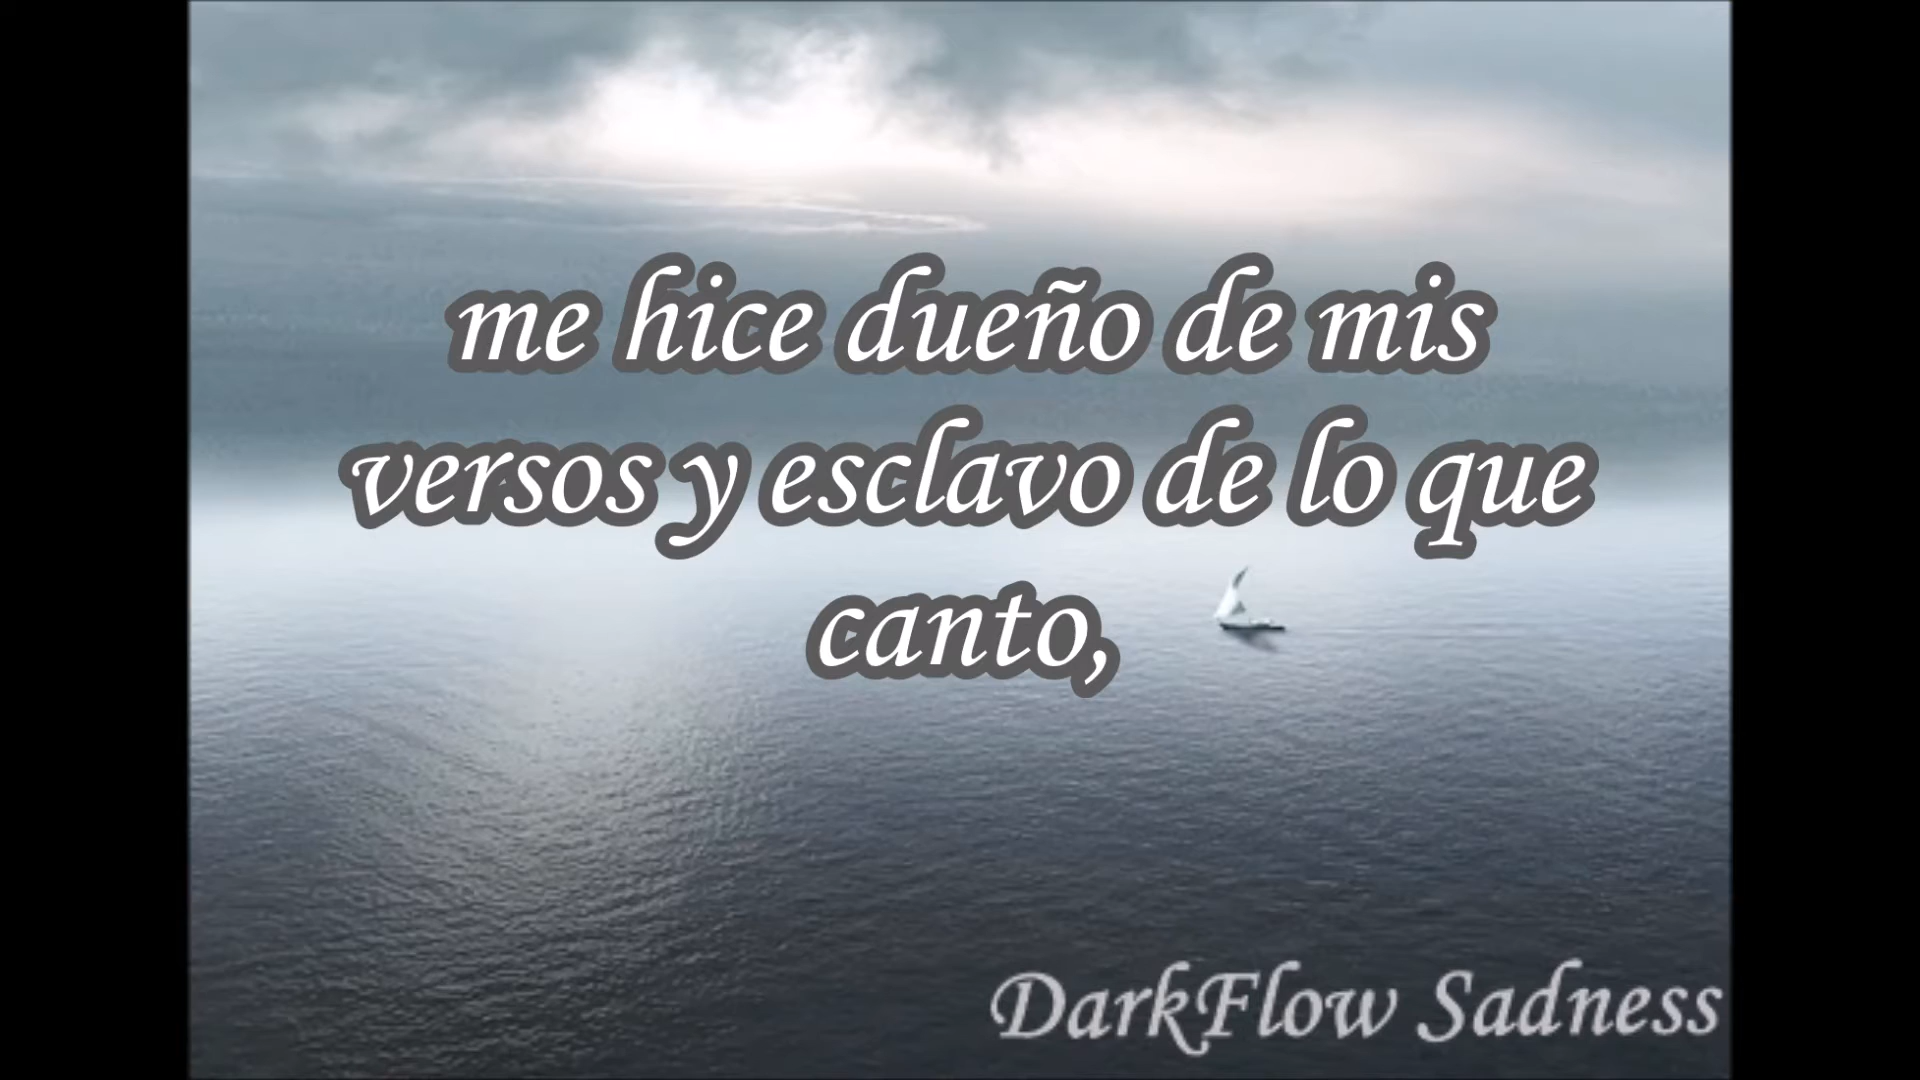 me hice dueño de mis
versos y esclavo de lo que
canto,
DarkFlow Sadness